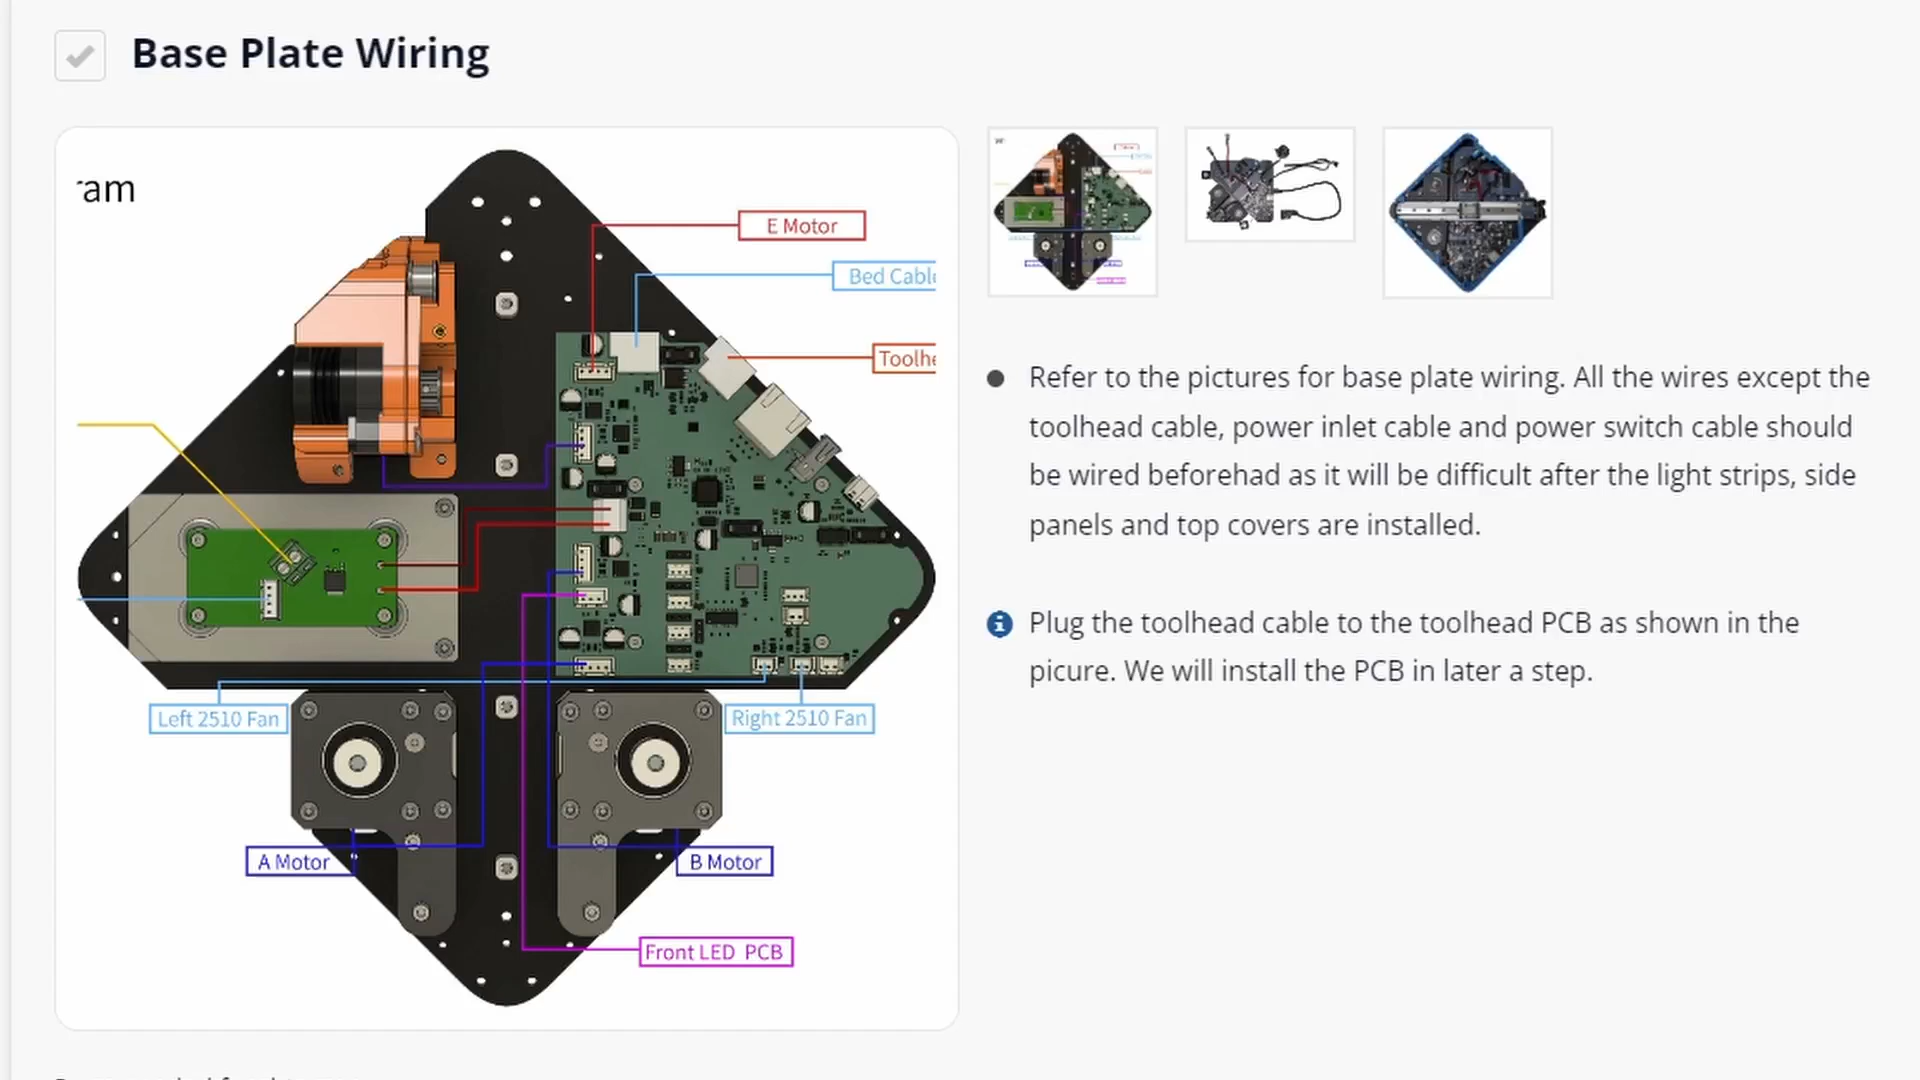 Base Plate Wiring
ram
E Motor
Bed Cable
Toolhe
Left 2510 Fan
Right 2510 Fan
A Motor
B Motor
Front LED PCB
Refer to the pictures for base plate wiring. All the wires except the
toolhead cable, power inlet cable and power switch cable should
be wired beforehad as it will be difficult after the light strips, side
panels and top covers are installed.
Plug the toolhead cable to the toolhead PCB as shown in the
picure. We will install the PCB in later a step.